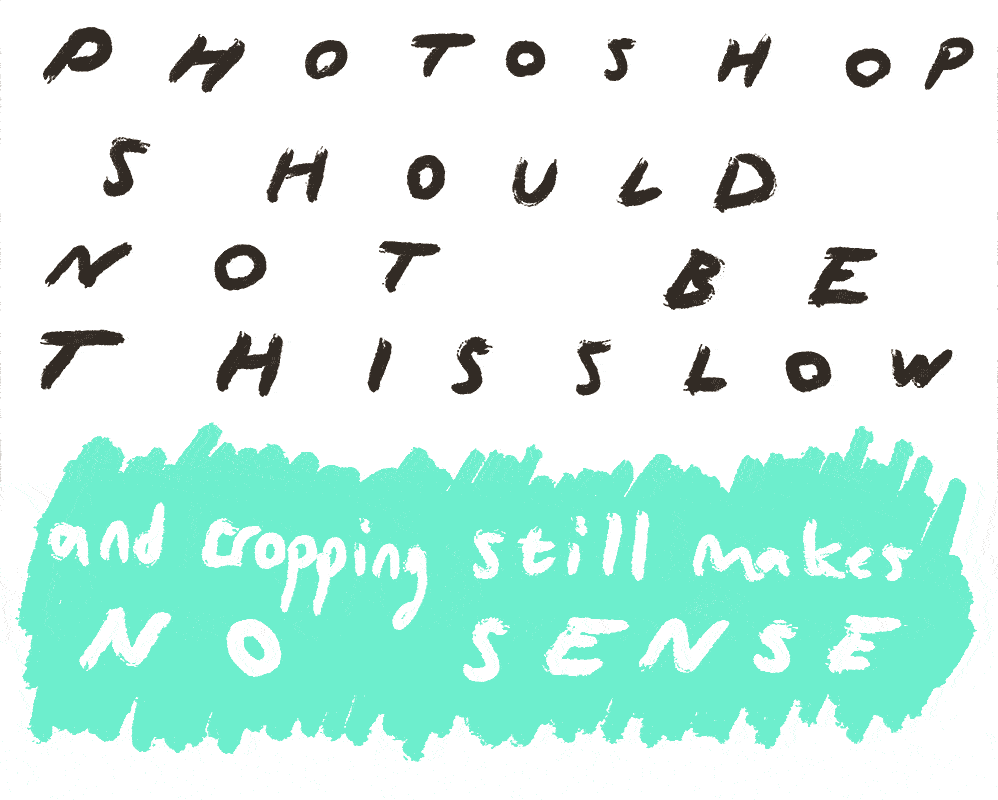 PHOTOSHOP
SHOULD
NOT BE
THIS SLOW
and cropping still makes
NO SENSE